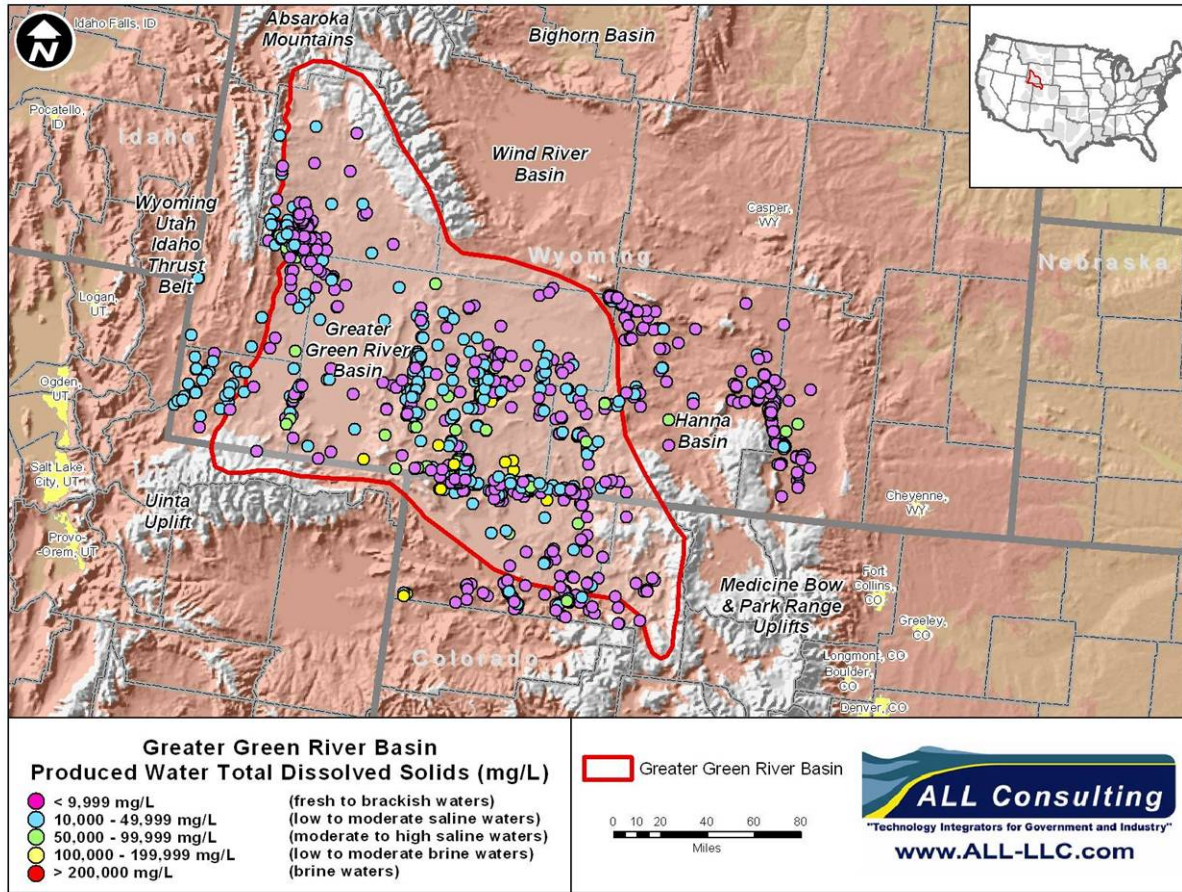 N
Idaho Falls, ID
Absaroka
Mountains
Bighorn Basin
Pocatello,
ID
Idaho
Wind River
Basin
Wyoming
Utah
Idaho
Thrust
Belt
Casper,
WY
Wyoming
Nebraska
Logan,
UT
Greater
Green River
Basin
Ogden,
UT
Hanna
Basin
Salt Lake
City, UT
Uinta
Uplift
Cheyenne,
WY
Provo-
-Orem, UT
Medicine Bow
& Park Range
Uplifts
Fort
Collins,
CO
Greeley,
CO
Colorado
Longmont, CO
Boulder,
CO
Denver, CO
Greater Green River Basin
Produced Water Total Dissolved Solids (mg/L)
< 9,999 mg/L (fresh to brackish waters)
10,000 - 49,999 mg/L (low to moderate saline waters)
50,000 - 99,999 mg/L (moderate to high saline waters)
100,000 - 199,999 mg/L (low to moderate brine waters)
> 200,000 mg/L (brine waters)
Greater Green River Basin
0 10 20 40 60 80
Miles
ALL Consulting
"Technology Integrators for Government and Industry"
www.ALL-LLC.com